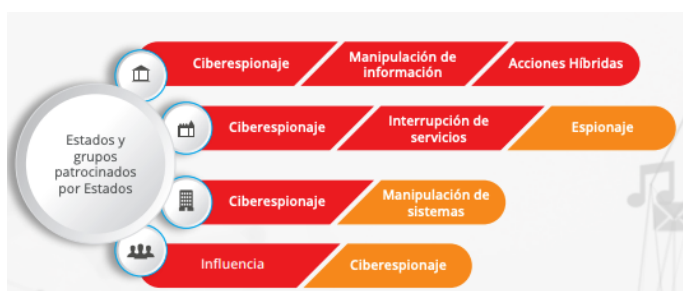 Ciberespionaje
Manipulación de
información
Acciones Híbridas
Ciberespionaje
Interrupción de
servicios
Espionaje
Estados y
grupos
patrocinados
por Estados
Ciberespionaje
Manipulación de
sistemas
Influencia
Ciberespionaje